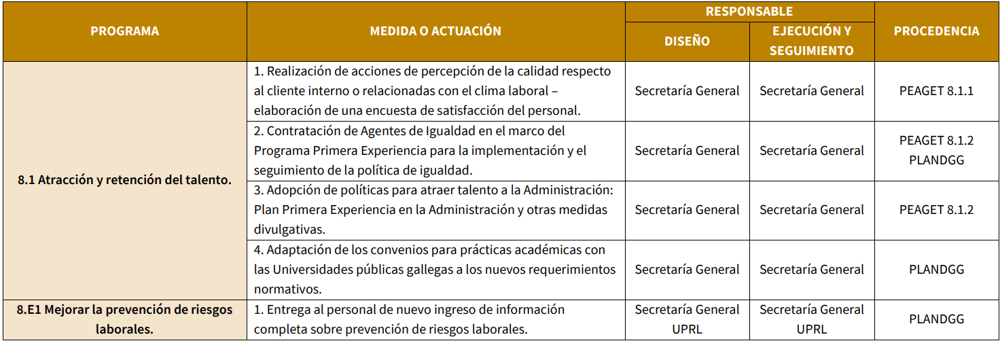 PROGRAMA
MEDIDA O ACTUACIÓN
RESPONSABLE
DISEÑO
EJECUCIÓN Y
SEGUIMIENTO
PROCEDENCIA
8.1 Atracción y retención del talento.
1. Realización de acciones de percepción de la calidad respecto
al cliente interno o relacionadas con el clima laboral –
elaboración de una encuesta de satisfacción del personal.
Secretaría General
Secretaría General
PEAGET 8.1.1
2. Contratación de Agentes de Igualdad en el marco del
Programa Primera Experiencia para la implementación y el
seguimiento de la política de igualdad.
Secretaría General
Secretaría General
PEAGET 8.1.2
PLANDGG
3. Adopción de políticas para atraer talento a la Administración:
Plan Primera Experiencia en la Administración y otras medidas
divulgativas.
Secretaría General
Secretaría General
PEAGET 8.1.2
4. Adaptación de los convenios para prácticas académicas con
las Universidades públicas gallegas a los nuevos requerimientos
normativos.
Secretaría General
Secretaría General
PLANDGG
8.E1 Mejorar la prevención de riesgos
laborales.
1. Entrega al personal de nuevo ingreso de información
completa sobre prevención de riesgos laborales.
Secretaría General
UPRL
Secretaría General
UPRL
PLANDGG